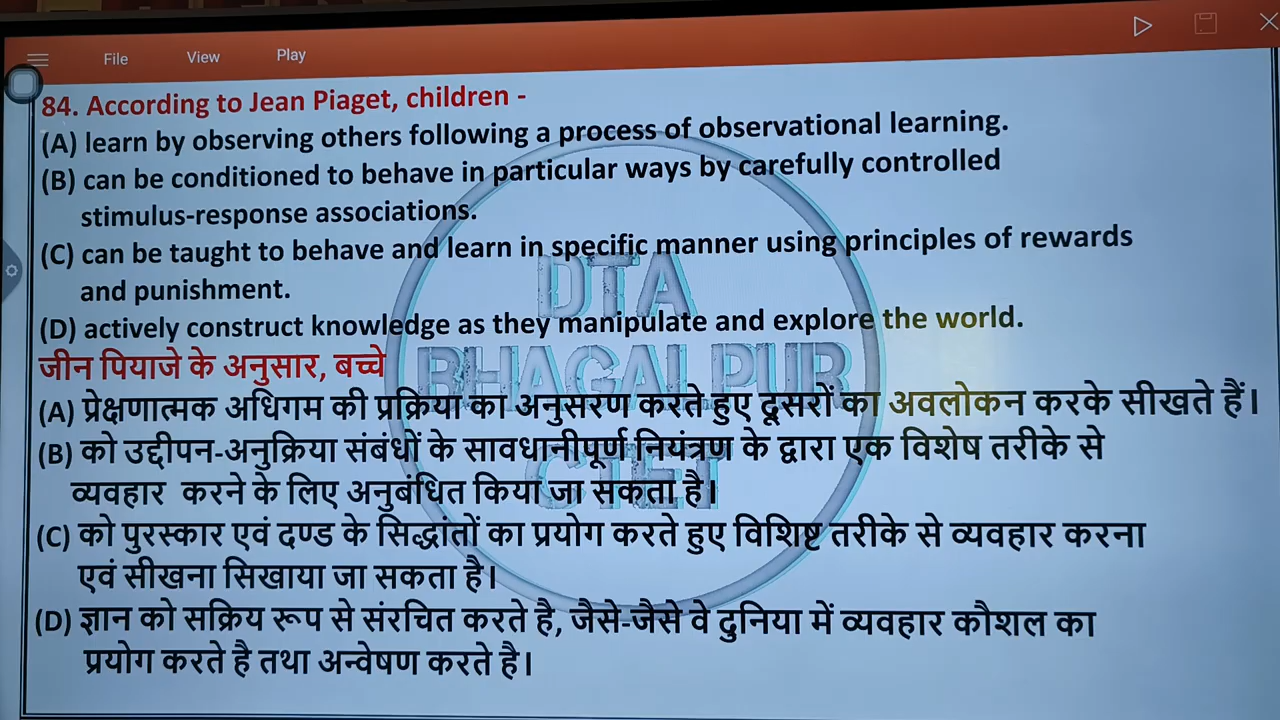 File View Play
84. According to Jean Piaget, children -
(A) learn by observing others following a process of observational learning.
(B) can be conditioned to behave in particular ways by carefully controlled
stimulus-response associations.
(C) can be taught to behave and learn in specific manner using principles of rewards
and punishment.
(D) actively construct knowledge as they manipulate and explore the world.
जीन पियाजे के अनुसार, बच्चे
(A) प्रेक्षणात्मक अधिगम की प्रक्रिया का अनुसरण करते हुए दूसरों का अवलोकन करके सीखते हैं।
(B) को उद्दीपन-अनुक्रिया संबंधों के सावधानीपूर्ण नियंत्रण के द्वारा एक विशेष तरीके से
व्यवहार करने के लिए अनुबंधित किया जा सकता है।
(C) को पुरस्कार एवं दण्ड के सिद्धांतों का प्रयोग करते हुए विशिष्ट तरीके से व्यवहार करना
एवं सीखना सिखाया जा सकता है।
(D) ज्ञान को सक्रिय रूप से संरचित करते है, जैसे-जैसे वे दुनिया में व्यवहार कौशल का
प्रयोग करते है तथा अन्वेषण करते है।
DTA
BHAGALPUR
CTET